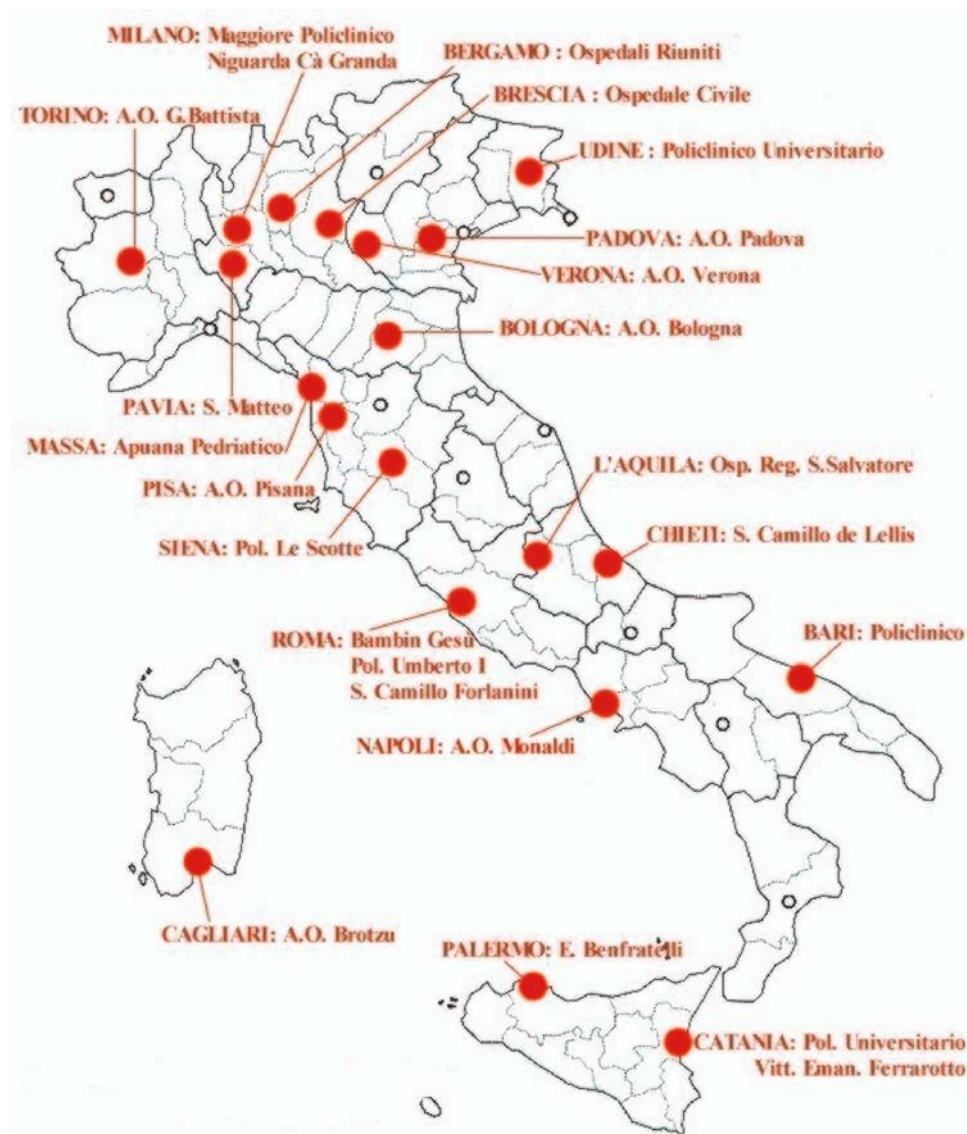 MILANO: Maggiore Policlinico
Niguarda Cà Granda
BERGAMO : Ospedali Riuniti
BRESCIA : Ospedale Civile
TORINO: A.O. G.Battista
UDINE : Policlinico Universitario
PADOVA: A.O. Padova
VERONA: A.O. Verona
BOLOGNA: A.O. Bologna
PAVIA: S. Matteo
MASSA: Apuana Pedriatico
PISA: A.O. Pisana
SIENA: Pol. Le Scotte
L'AQUILA: Osp. Reg. S.Salvatore
CHIETI: S. Camillo de Lellis
ROMA: Bambin Gesù
Pol. Umberto I
S. Camillo Forlanini
BARI: Policlinico
NAPOLI: A.O. Monaldi
CAGLIARI: A.O. Brotzu
PALERMO: E. Benfratelli
CATANIA: Pol. Universitario
Vitt. Eman. Ferrarotto